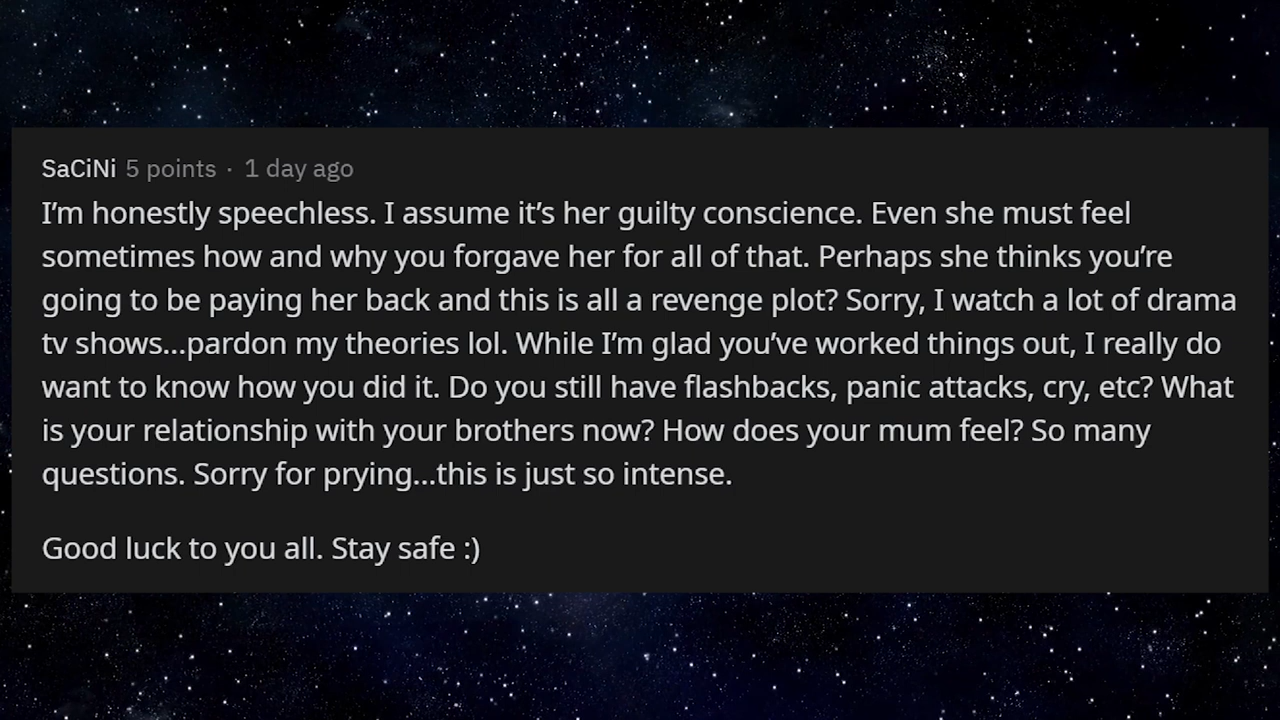 SaCiNi 5 points · 1 day ago
I’m honestly speechless. I assume it’s her guilty conscience. Even she must feel
sometimes how and why you forgave her for all of that. Perhaps she thinks you’re
going to be paying her back and this is all a revenge plot? Sorry, I watch a lot of drama
tv shows...pardon my theories lol. While I’m glad you’ve worked things out, I really do
want to know how you did it. Do you still have flashbacks, panic attacks, cry, etc? What
is your relationship with your brothers now? How does your mum feel? So many
questions. Sorry for prying...this is just so intense.
Good luck to you all. Stay safe :)